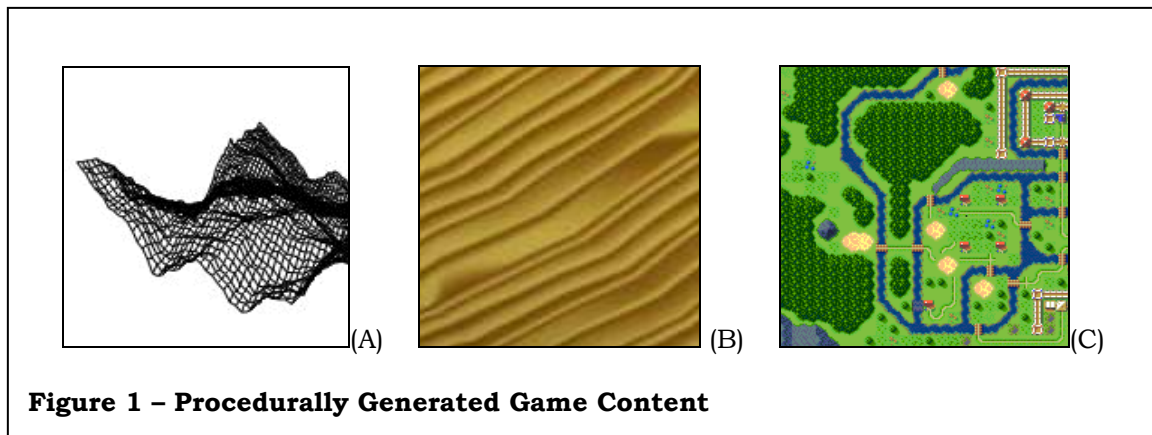 (A) (B) (C)
Figure 1 – Procedurally Generated Game Content